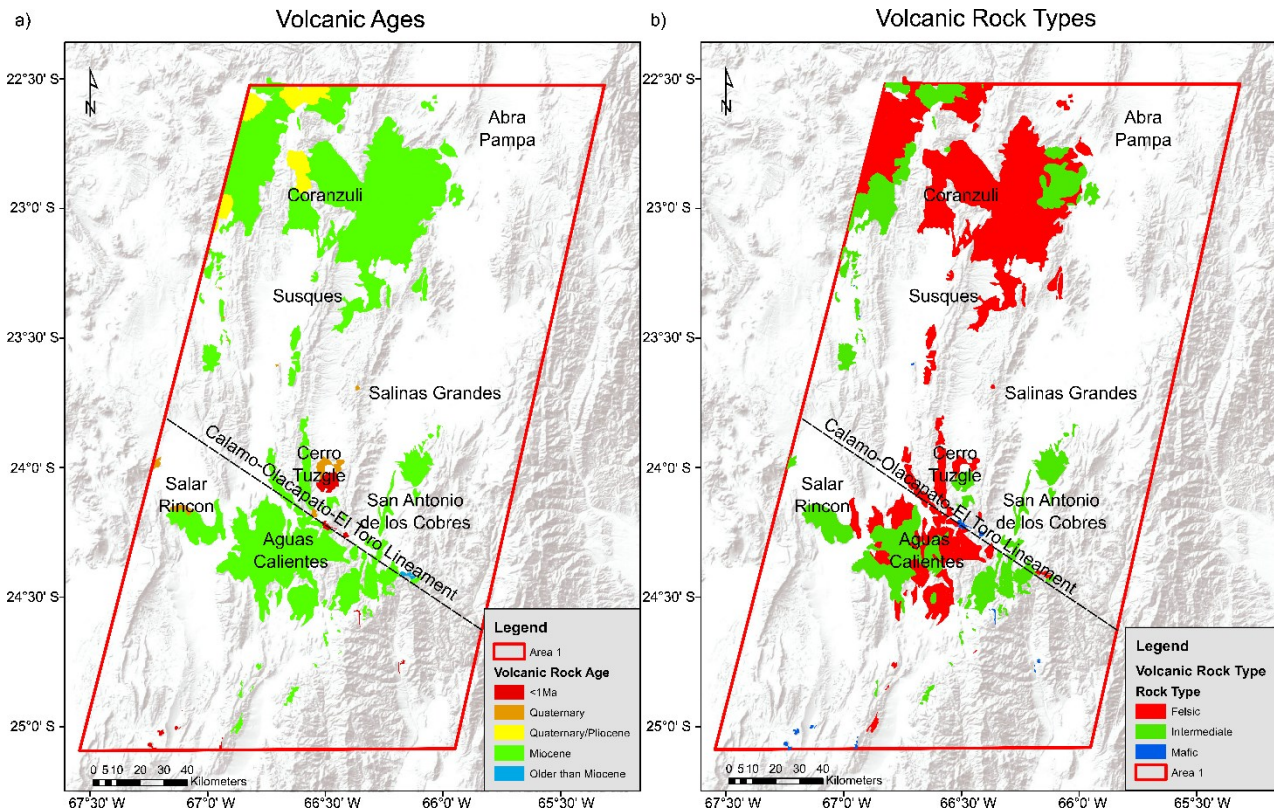 a)
Volcanic Ages
22°30' S
23°0' S
23°30' S
24°0' S
24°30' S
25°0' S
N
Abra
Pampa
Coranzuli
Susques
Salinas Grandes
Calamo-Olacapato-El Toro Lineament
Cerro
Tuzgle
Salar
Rincon
San Antonio
de los Cobres
Aguas
Calientes
Legend
Area 1
Volcanic Rock Age
<1Ma
Quaternary
Quaternary/Pliocene
Miocene
Older than Miocene
0 5 10 20 30 40
Kilometers
67°30' W
67°0' W
66°30' W
66°0' W
65°30' W
b)
Volcanic Rock Types
22°30' S
23°0' S
23°30' S
24°0' S
24°30' S
25°0' S
N
Abra
Pampa
Coranzuli
Susques
Salinas Grandes
Calamo-Olacapato-El Toro Lineament
Cerro
Tuzgle
Salar
Rincon
San Antonio
de los Cobres
Aguas
Calientes
Legend
Volcanic Rock Type
Rock Type
Felsic
Intermediale
Mafic
Area 1
0 5 10 20 30 40
Kilometers
67°30' W
67°0' W
66°30' W
66°0' W
65°30' W